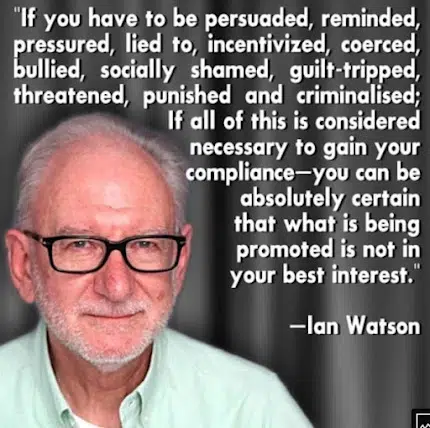 "If you have to be persuaded, reminded,
pressured, lied to, incentivized, coerced,
bullied, socially shamed, guilt-tripped,
threatened, punished and criminalised;
If all of this is considered
necessary to gain your
compliance—you can be
absolutely certain
that what is being
promoted is not in
your best interest."
—Ian Watson